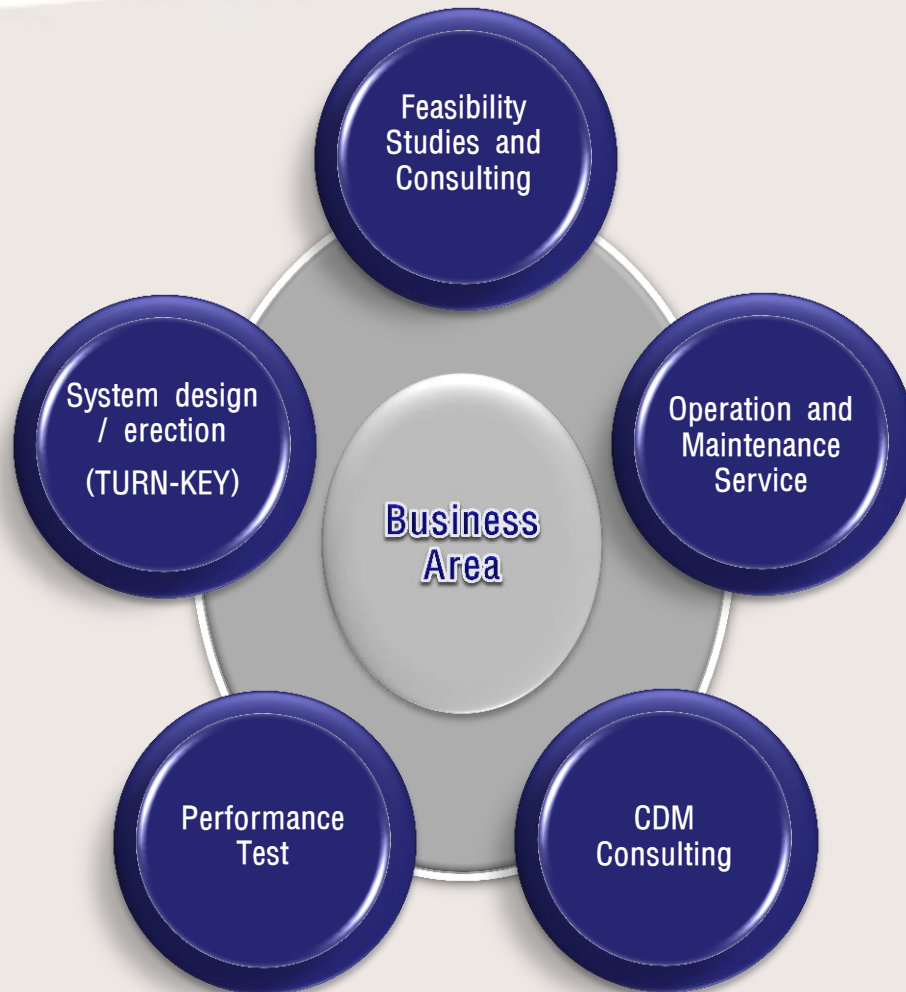 Feasibility
Studies and
Consulting
System design
/ erection
(TURN-KEY)
Operation and
Maintenance
Service
Business
Area
Performance
Test
CDM
Consulting